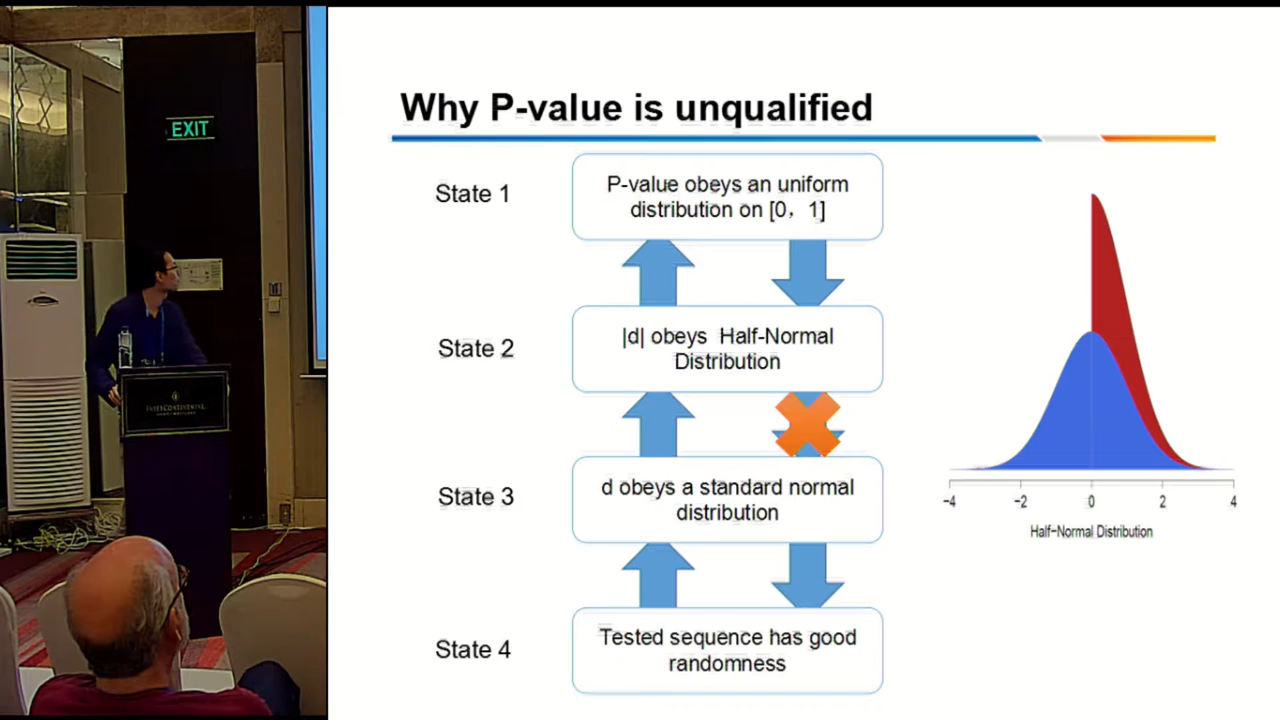 EXIT
INTERCONTINENTAL
Why P-value is unqualified
State 1
P-value obeys an uniform
distribution on [0, 1]
State 2
|d| obeys Half-Normal
Distribution
State 3
d obeys a standard normal
distribution
State 4
Tested sequence has good
randomness
−4
−2
0
2
4
Half−Normal Distribution